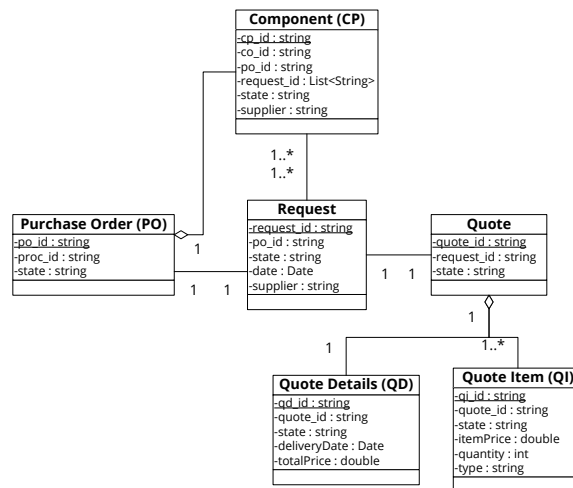 Component (CP)
-cp_id : string
-co_id : string
-po_id : string
-request_id : List<String>
-state : string
-supplier : string
1..*
1..*
Purchase Order (PO)
-po_id : string
-proc_id : string
-state : string
1
1
1
Request
-request_id : string
-po_id : string
-state : string
-date : Date
-supplier : string
1
1
Quote
-quote_id : string
-request_id : string
-state : string
1
1
1..*
Quote Details (QD)
-qd_id : string
-quote_id : string
-state : string
-deliveryDate : Date
-totalPrice : double
Quote Item (QI)
-qi_id : string
-quote_id : string
-state : string
-itemPrice : double
-quantity : int
-type : string